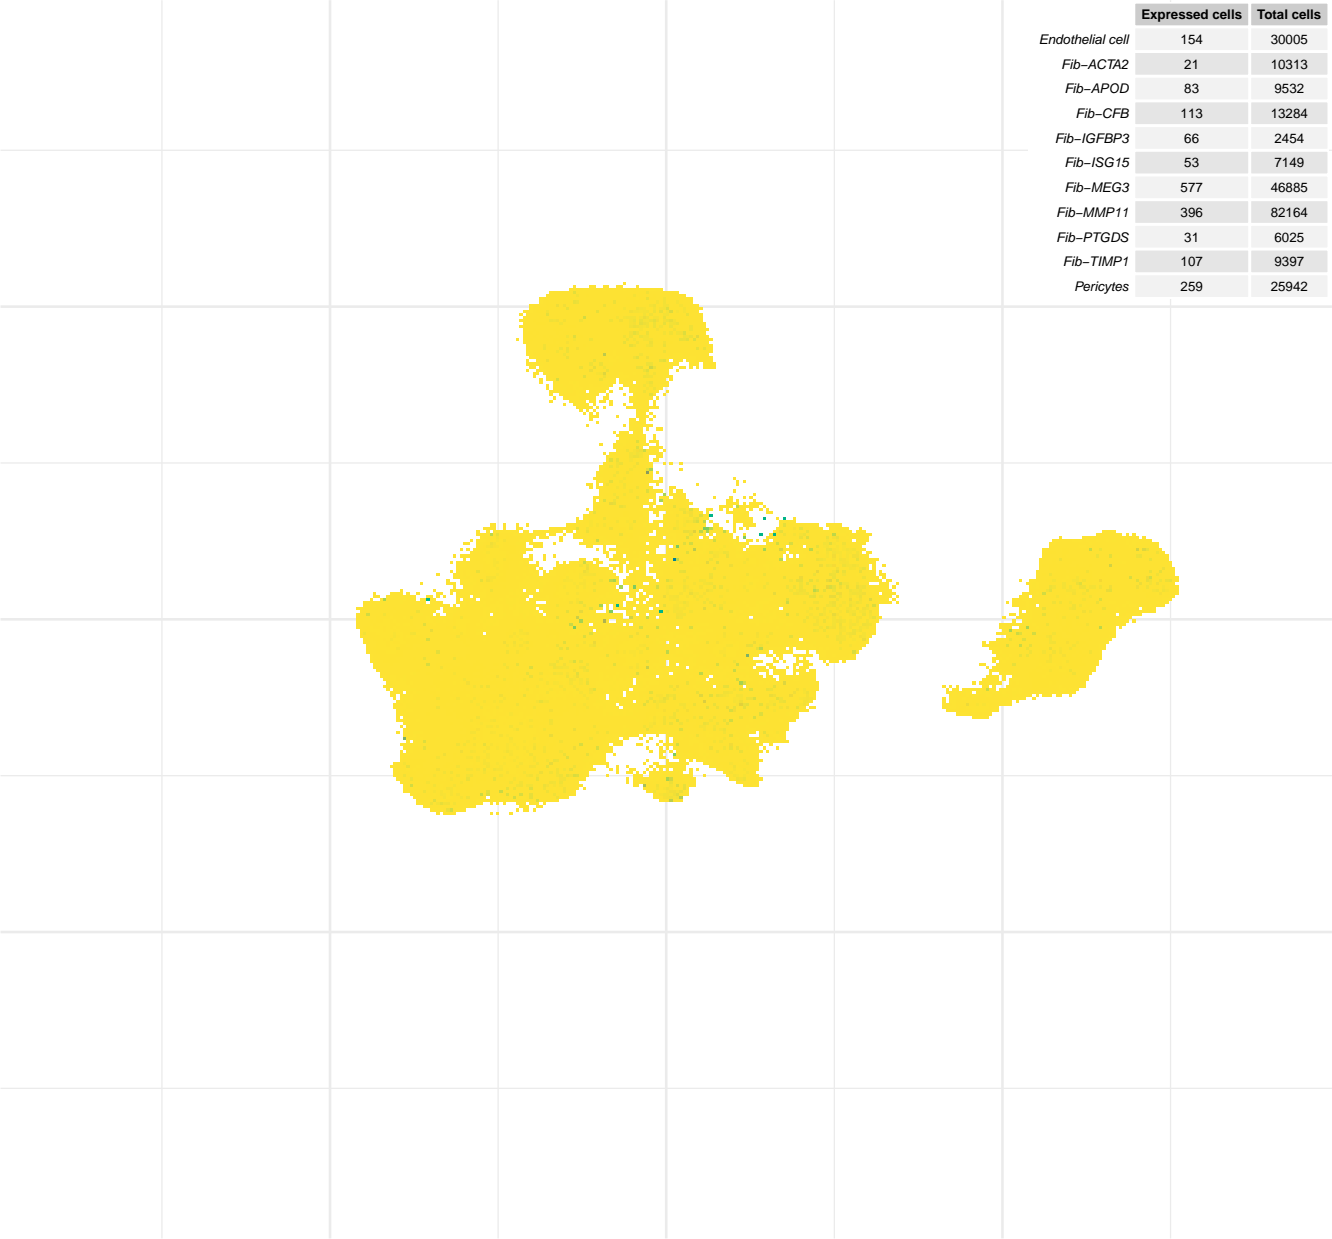 Expressed cells Total cells
Endothelial cell 154 30005
Fib−ACTA2 21 10313
Fib−APOD 83 9532
Fib−CFB 113 13284
Fib−IGFBP3 66 2454
Fib−ISG15 53 7149
Fib−MEG3 577 46885
Fib−MMP11 396 82164
Fib−PTGDS 31 6025
Fib−TIMP1 107 9397
Pericytes 259 25942